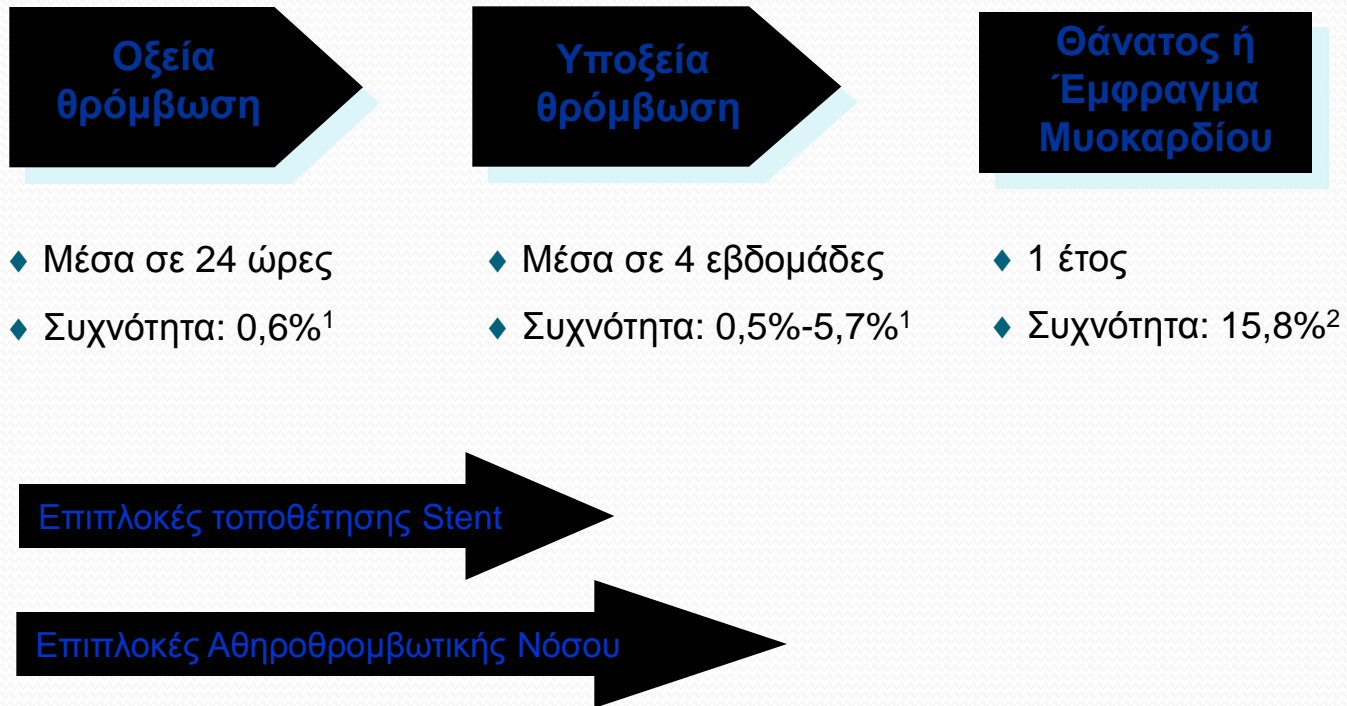 Οξεία
θρόμβωση
Υποξεία
θρόμβωση
Θάνατος ή
Έμφραγμα
Μυοκαρδίου
♦ Μέσα σε 24 ώρες
♦ Συχνότητα: 0,6%¹
♦ Μέσα σε 4 εβδομάδες
♦ Συχνότητα: 0,5%-5,7%¹
♦ 1 έτος
♦ Συχνότητα: 15,8%²
Επιπλοκές τοποθέτησης Stent
Επιπλοκές Αθηροθρομβωτικής Νόσου